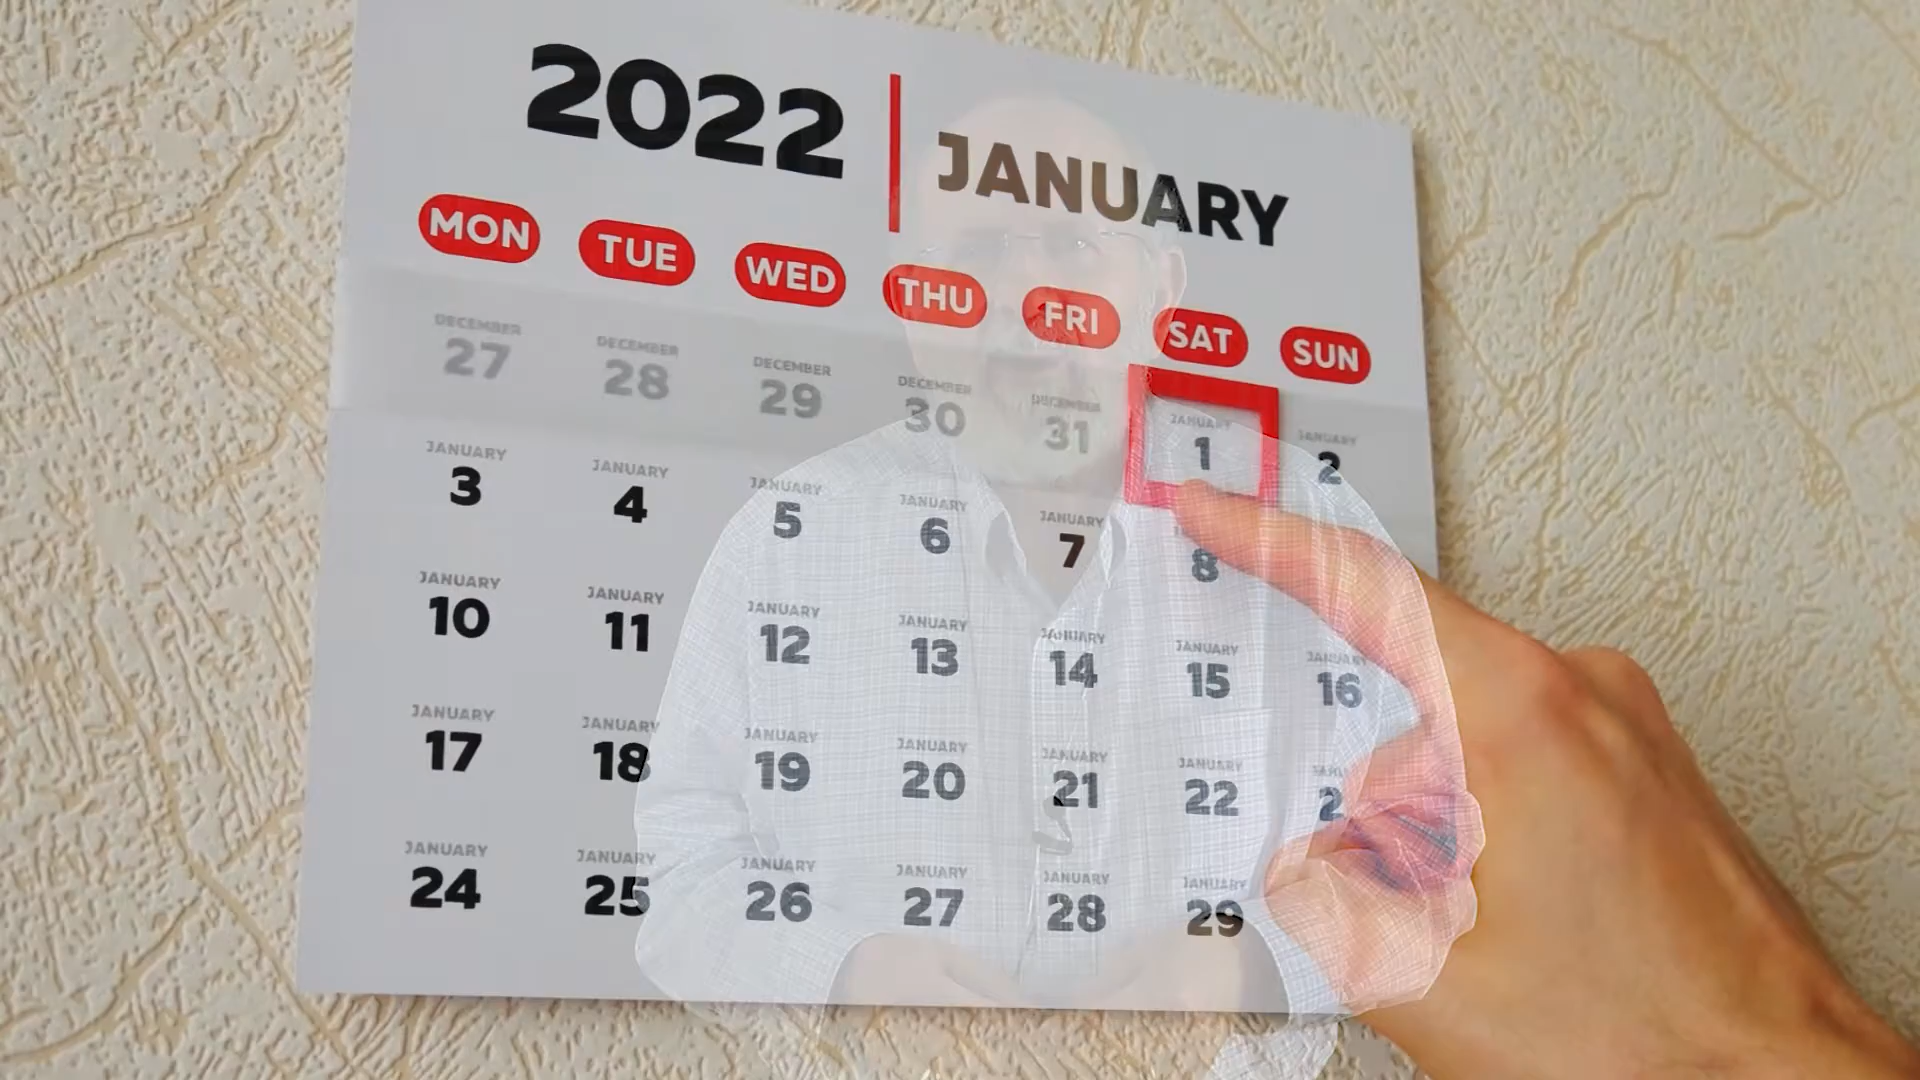 2022 JANUARY
MON TUE WED THU FRI SAT SUN
DECEMBER DECEMBER DECEMBER DECEMBER DECEMBER JANUARY JANUARY
27 28 29 30 31 1 2
JANUARY JANUARY JANUARY JANUARY JANUARY
3 4 5 6 7 8
JANUARY JANUARY JANUARY JANUARY JANUARY JANUARY JANUARY
10 11 12 13 14 15 16
JANUARY JANUARY JANUARY JANUARY JANUARY JANUARY
17 18 19 20 21 22 2
JANUARY JANUARY JANUARY JANUARY JANUARY JANUARY
24 25 26 27 28 29